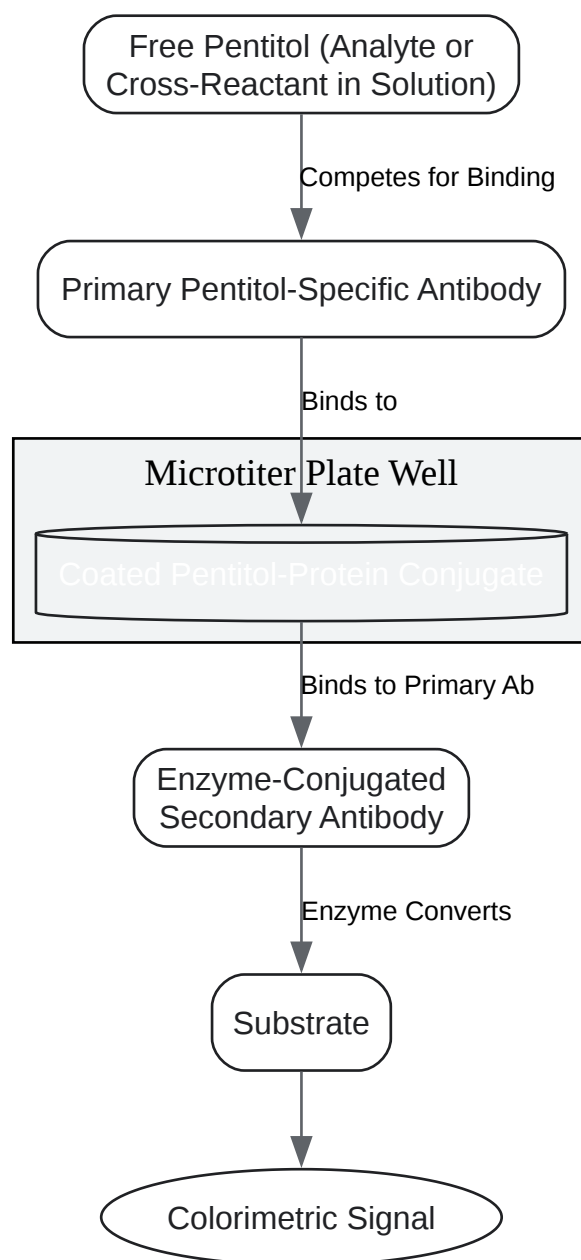 Free Pentitol (Analyte or
Cross-Reactant in Solution)
Competes for Binding
Primary Pentitol-Specific Antibody
Binds to
Microtiter Plate Well
Coated Pentitol-Protein Conjugate
Binds to Primary Ab
Enzyme-Conjugated
Secondary Antibody
Enzyme Converts
Substrate
Colorimetric Signal